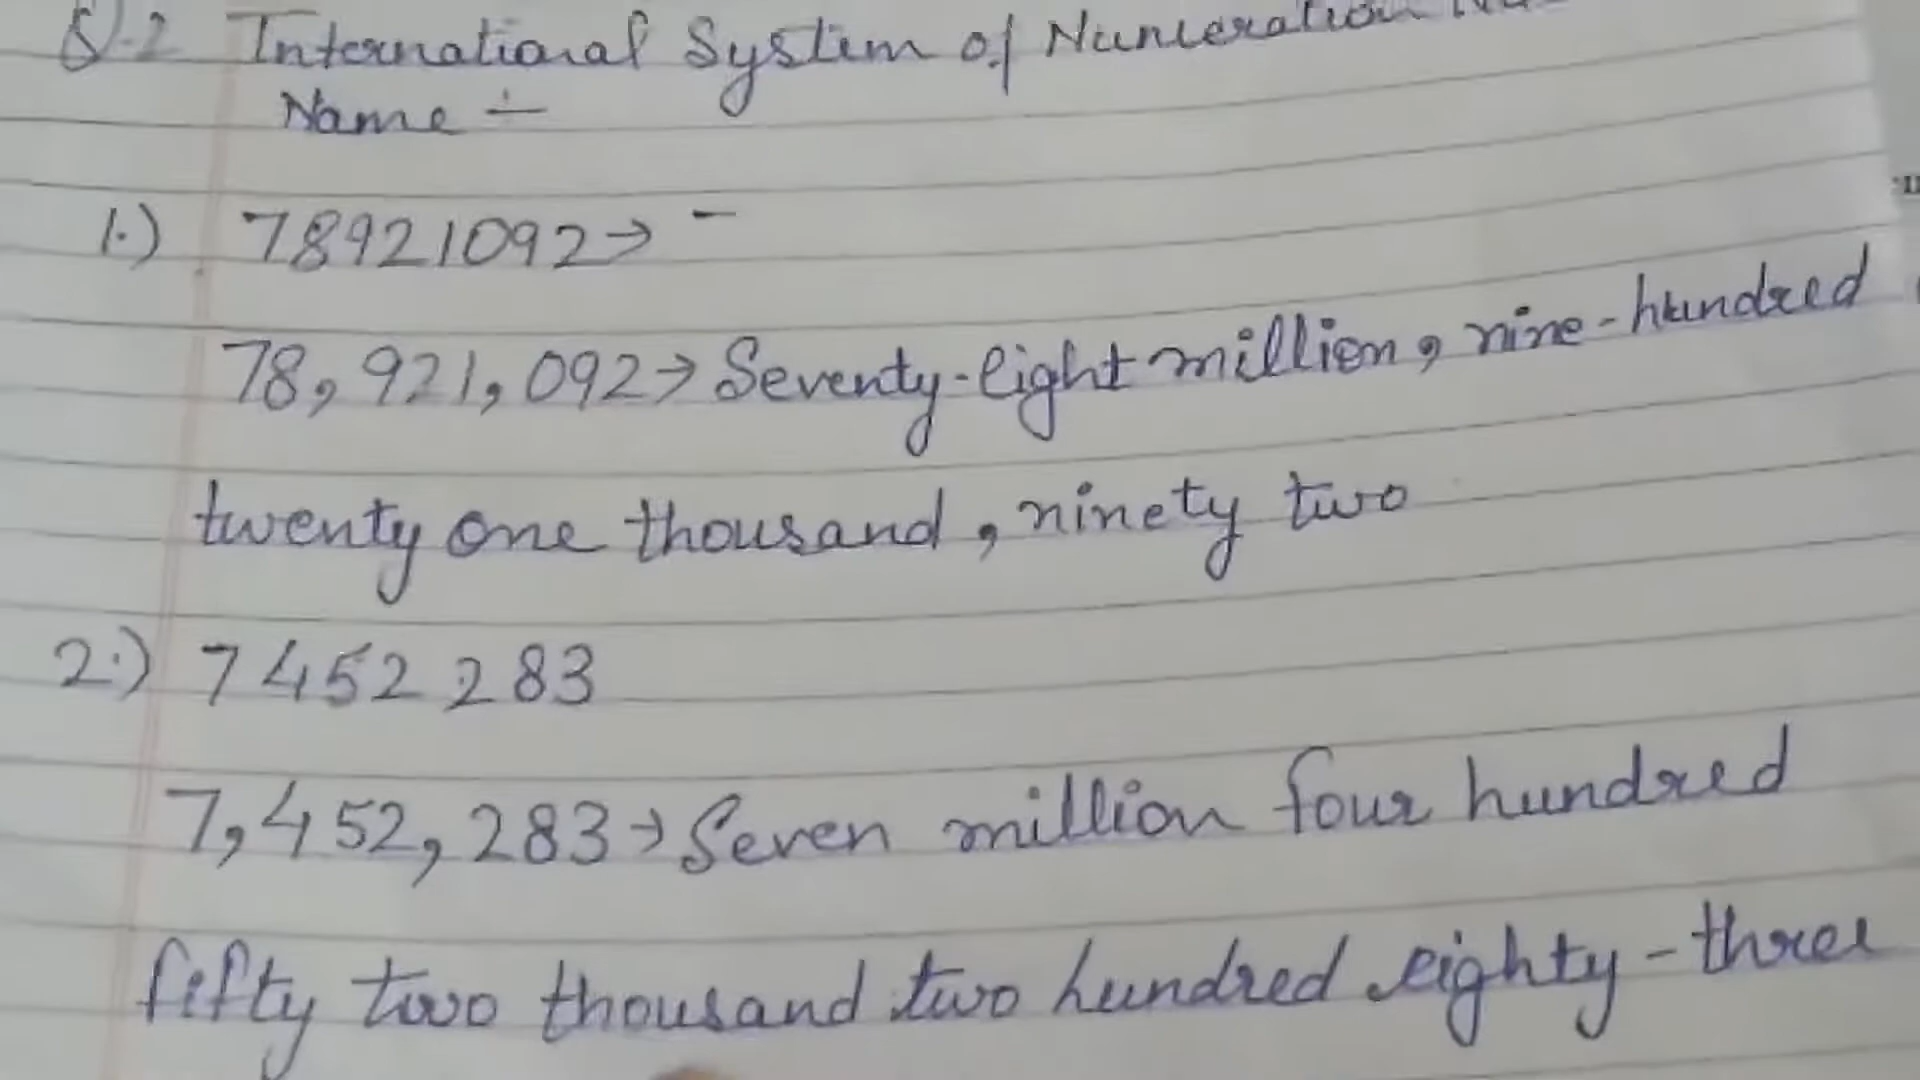 Q.2 International System of Numeration
Name ÷
1.) 78921092→ -
78,921,092→ Seventy-eight million, nine-hundred
twenty one thousand, ninety two
2.) 7452283
7,452,283→ Seven million four hundred
fifty two thousand two hundred eighty-three